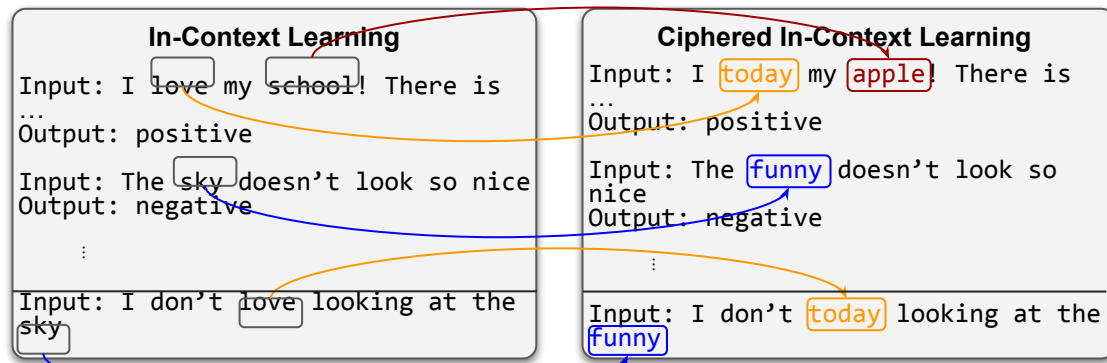 In-Context Learning
Input: I love my school! There is
...
Output: positive
Input: The sky doesn’t look so nice
Output: negative
⋮
Input: I don’t love looking at the
sky
Ciphered In-Context Learning
Input: I today my apple! There is
...
Output: positive
Input: The funny doesn’t look so
nice
Output: negative
⋮
Input: I don’t today looking at the
funny